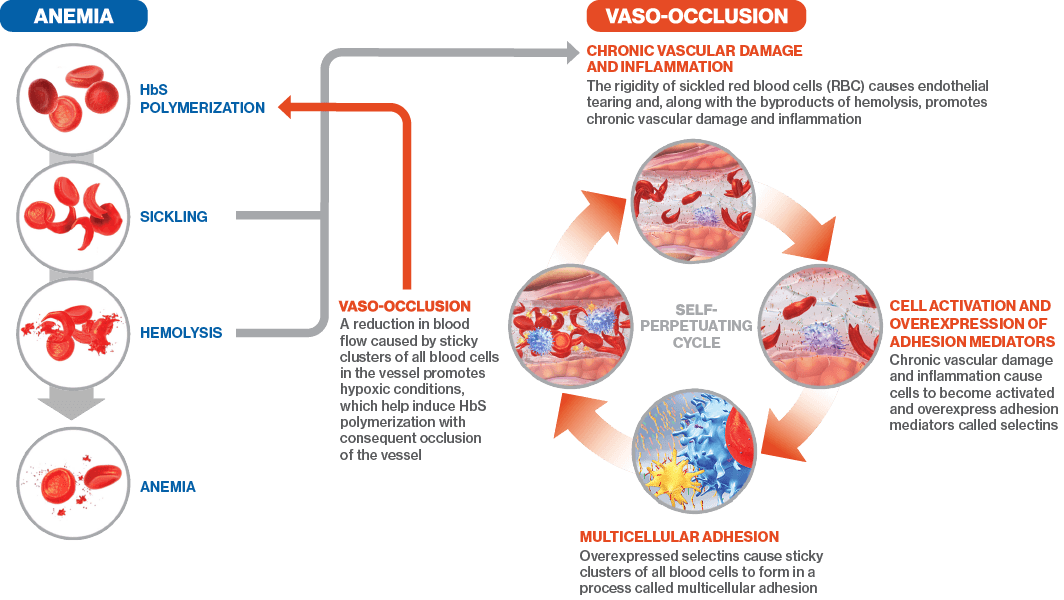 ANEMIA
HbS
POLYMERIZATION
SICKLING
HEMOLYSIS
ANEMIA
VASO-OCCLUSION
CHRONIC VASCULAR DAMAGE
AND INFLAMMATION
The rigidity of sickled red blood cells (RBC) causes endothelial
tearing and, along with the byproducts of hemolysis, promotes
chronic vascular damage and inflammation
SELF-
PERPETUATING
CYCLE
CELL ACTIVATION AND
OVEREXPRESSION OF
ADHESION MEDIATORS
Chronic vascular damage
and inflammation cause
cells to become activated
and overexpress adhesion
mediators called selectins
MULTICELLULAR ADHESION
Overexpressed selectins cause sticky
clusters of all blood cells to form in a
process called multicellular adhesion
VASO-OCCLUSION
A reduction in blood
flow caused by sticky
clusters of all blood cells
in the vessel promotes
hypoxic conditions,
which help induce HbS
polymerization with
consequent occlusion
of the vessel